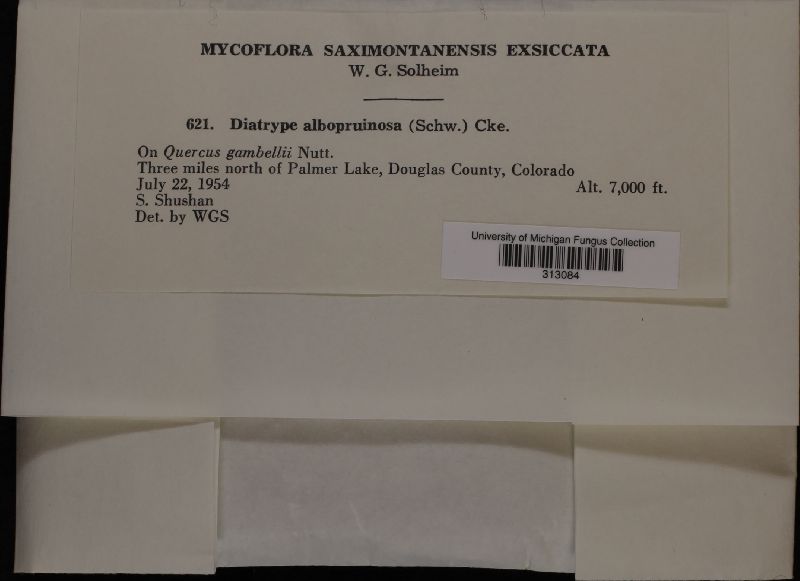 MYCOFLORA SAXIMONTANENSIS EXSICCATA
W. G. Solheim
621. Diatrype albopruinosa (Schw.) Cke.
On Quercus gambellii Nutt.
Three miles north of Palmer Lake, Douglas County, Colorado
July 22, 1954 Alt. 7,000 ft.
S. Shushan
Det. by WGS
University of Michigan Fungus Collection
313084